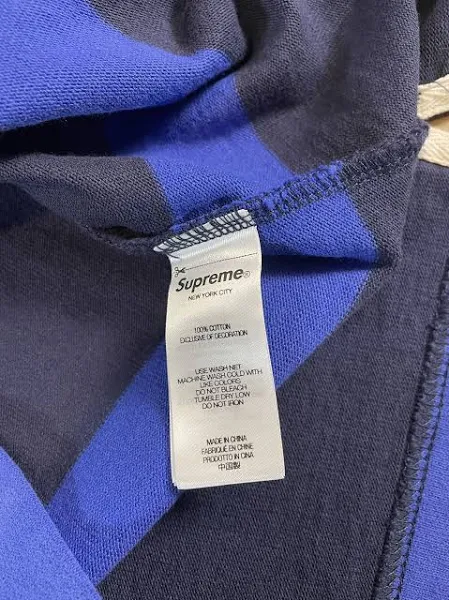 Supreme®
NEW YORK CITY
100% COTTON
EXCLUSIVE OF DECORATION
USE WASH NET
MACHINE WASH COLD WITH
LIKE COLORS
DO NOT BLEACH
TUMBLE DRY LOW
DO NOT IRON
MADE IN CHINA
FABRIQUÉ EN CHINE
PRODOTTO IN CINA
中国製